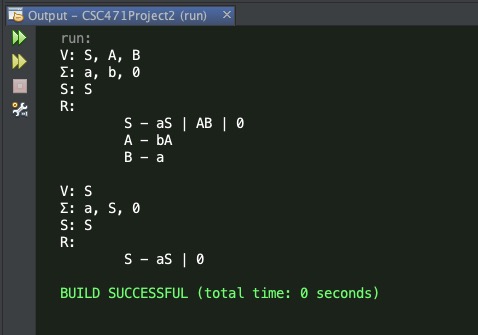 Output – CSC471Project2 (run)
run:
V: S, A, B
Σ: a, b, 0
S: S
R:
S – aS | AB | 0
A – bA
B – a
V: S
Σ: a, S, 0
S: S
R:
S – aS | 0
BUILD SUCCESSFUL (total time: 0 seconds)